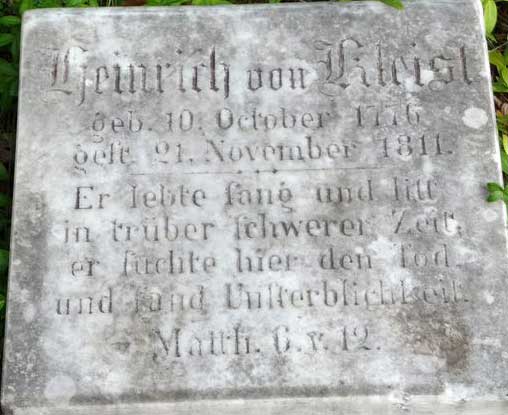 Heinrich von Kleist
geb. 10. October 1776
gest. 21. November 1811.
Er lebte sang und litt
in trüber schwerer Zeit,
er suchte hier den Tod,
und fand Unsterblichkeit.
Matth. 6. v. 12.